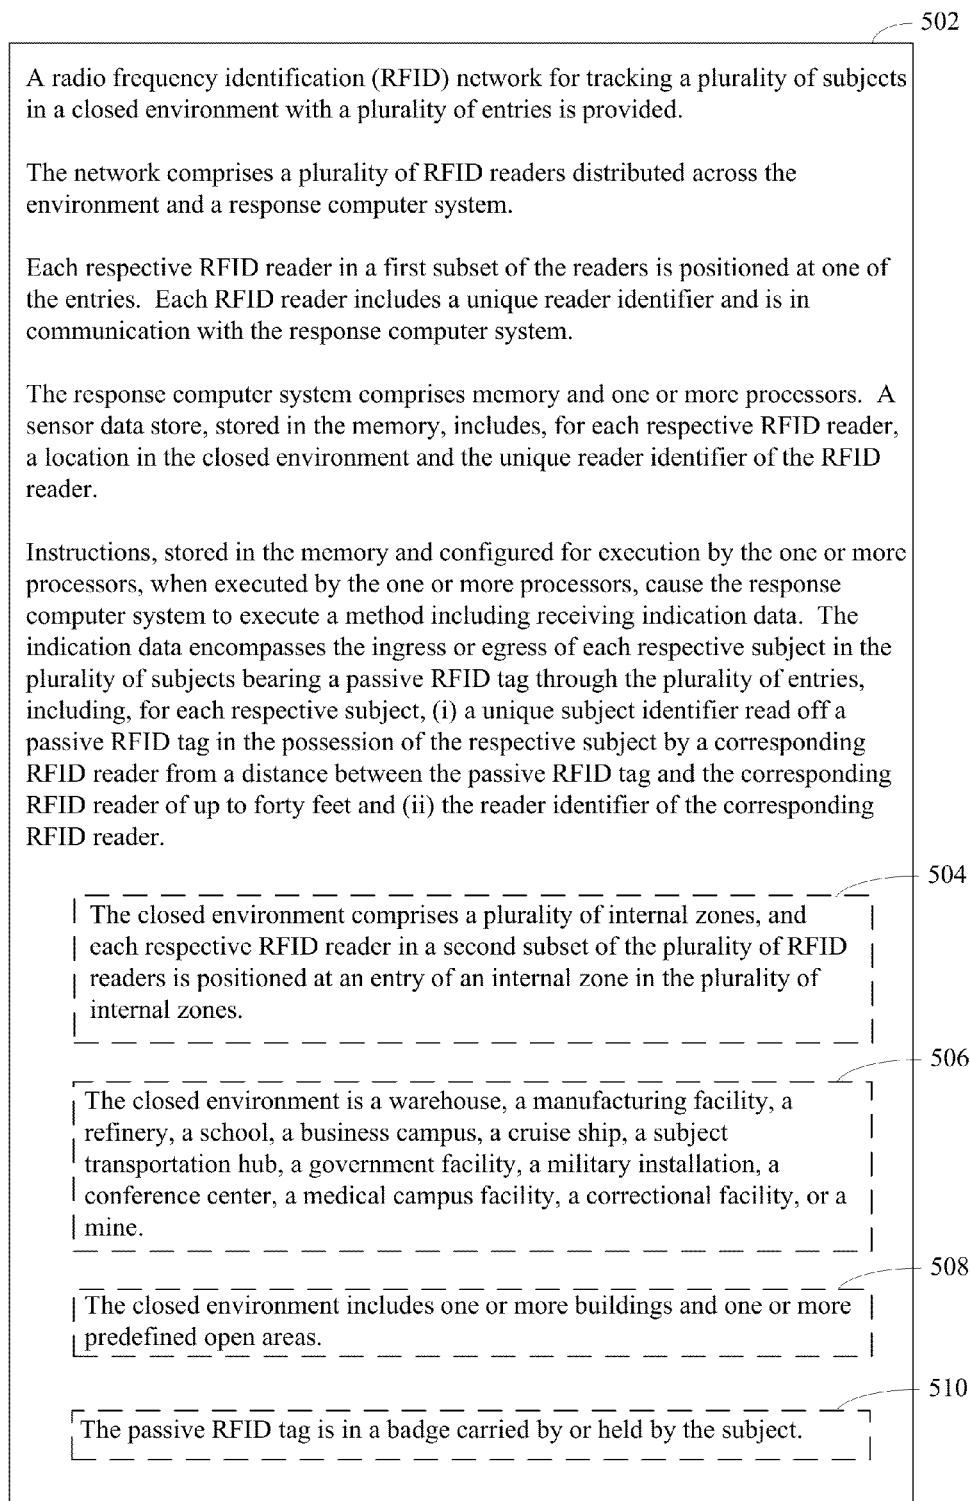 502
A radio frequency identification (RFID) network for tracking a plurality of subjects
in a closed environment with a plurality of entries is provided.
The network comprises a plurality of RFID readers distributed across the
environment and a response computer system.
Each respective RFID reader in a first subset of the readers is positioned at one of
the entries.  Each RFID reader includes a unique reader identifier and is in
communication with the response computer system.
The response computer system comprises memory and one or more processors.  A
sensor data store, stored in the memory, includes, for each respective RFID reader,
a location in the closed environment and the unique reader identifier of the RFID
reader.
Instructions, stored in the memory and configured for execution by the one or more
processors, when executed by the one or more processors, cause the response
computer system to execute a method including receiving indication data.  The
indication data encompasses the ingress or egress of each respective subject in the
plurality of subjects bearing a passive RFID tag through the plurality of entries,
including, for each respective subject, (i) a unique subject identifier read off a
passive RFID tag in the possession of the respective subject by a corresponding
RFID reader from a distance between the passive RFID tag and the corresponding
RFID reader of up to forty feet and (ii) the reader identifier of the corresponding
RFID reader.
504
The closed environment comprises a plurality of internal zones, and
each respective RFID reader in a second subset of the plurality of RFID
readers is positioned at an entry of an internal zone in the plurality of
internal zones.
506
The closed environment is a warehouse, a manufacturing facility, a
refinery, a school, a business campus, a cruise ship, a subject
transportation hub, a government facility, a military installation, a
conference center, a medical campus facility, a correctional facility, or a
mine.
508
The closed environment includes one or more buildings and one or more
predefined open areas.
510
The passive RFID tag is in a badge carried by or held by the subject.